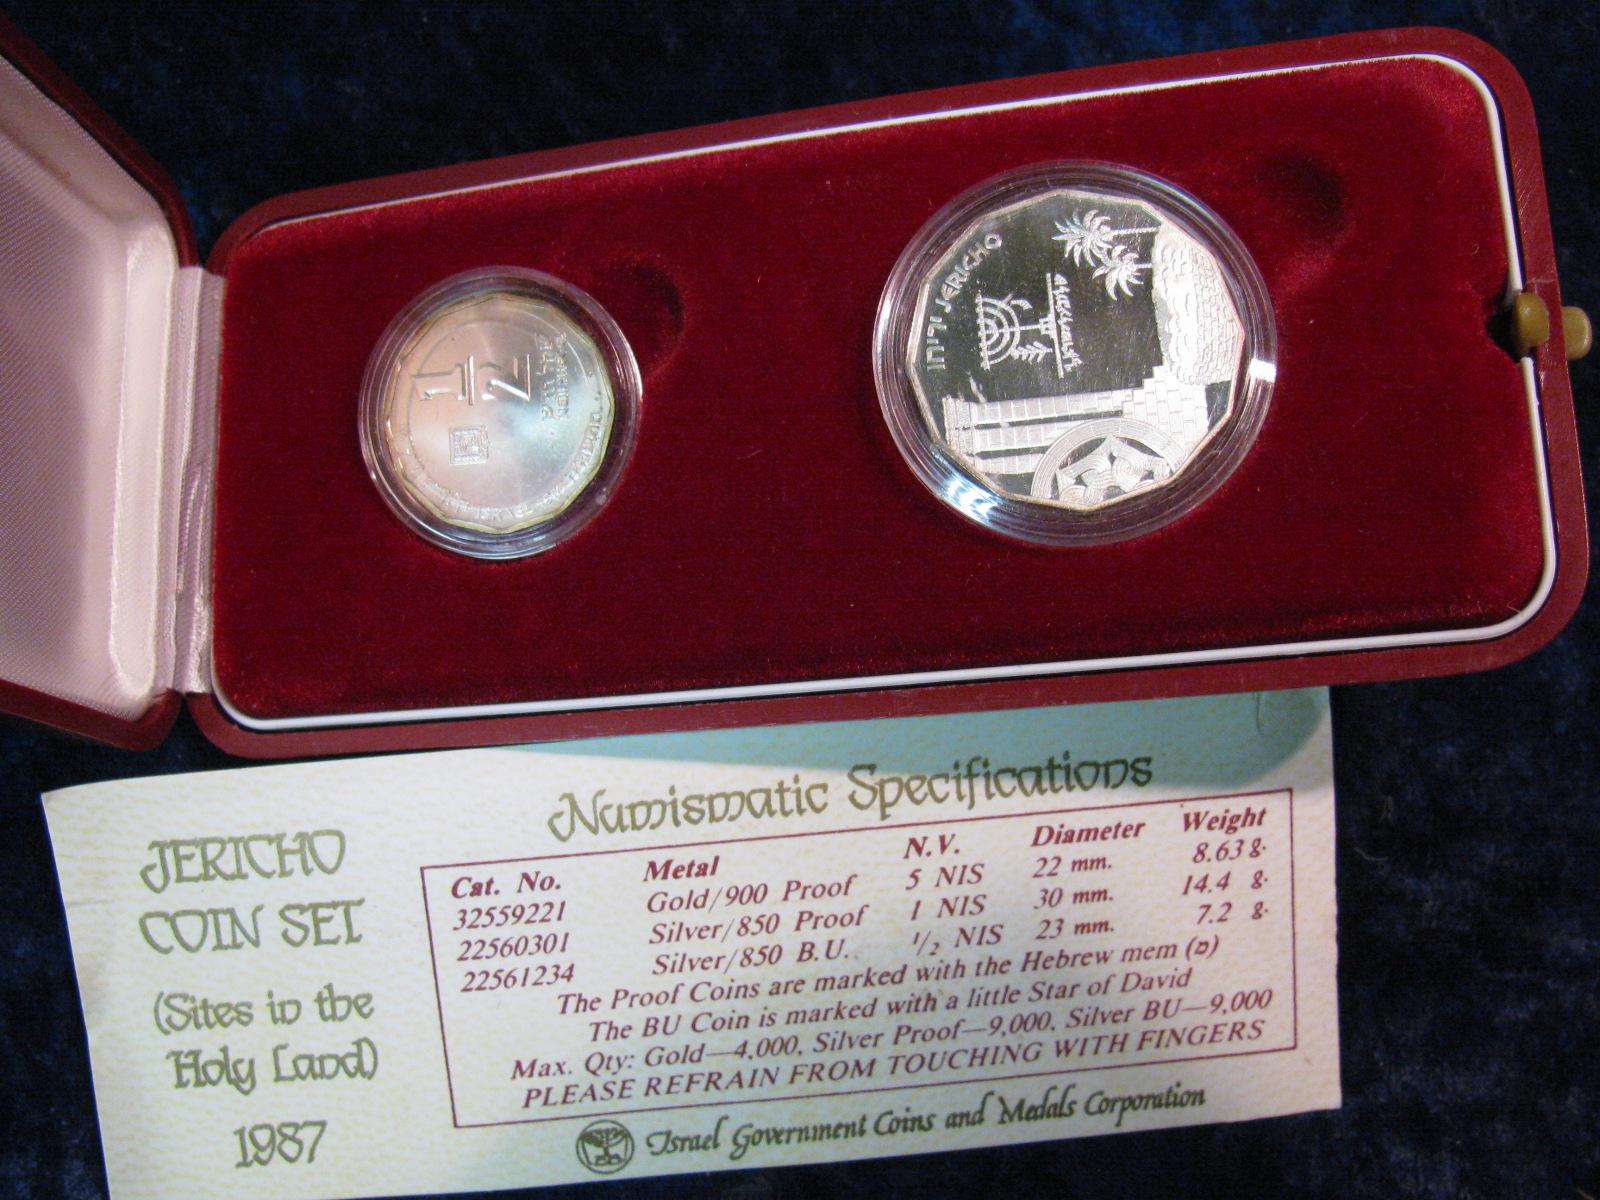 1
2
ISRAEL
יריחו JERICHO
JERICHO
COIN SET
(Sites in the
Holy Land)
1987
Numismatic Specifications
Cat. No. Metal N.V. Diameter Weight
32559221 Gold/900 Proof 5 NIS 22 mm. 8.63 g.
22560301 Silver/850 Proof 1 NIS 30 mm. 14.4 g.
22561234 Silver/850 B.U. 1/2 NIS 23 mm. 7.2 g.
The Proof Coins are marked with the Hebrew mem (מ)
The BU Coin is marked with a little Star of David
Max. Qty: Gold—4,000, Silver Proof—9,000, Silver BU—9,000
PLEASE REFRAIN FROM TOUCHING WITH FINGERS
Israel Government Coins and Medals Corporation